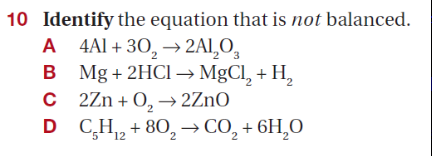 10 Identify the equation that is not balanced.
A 4Al + 3O₂ → 2Al₂O₃
B Mg + 2HCl → MgCl₂ + H₂
C 2Zn + O₂ → 2ZnO
D C₅H₁₂ + 8O₂ → CO₂ + 6H₂O